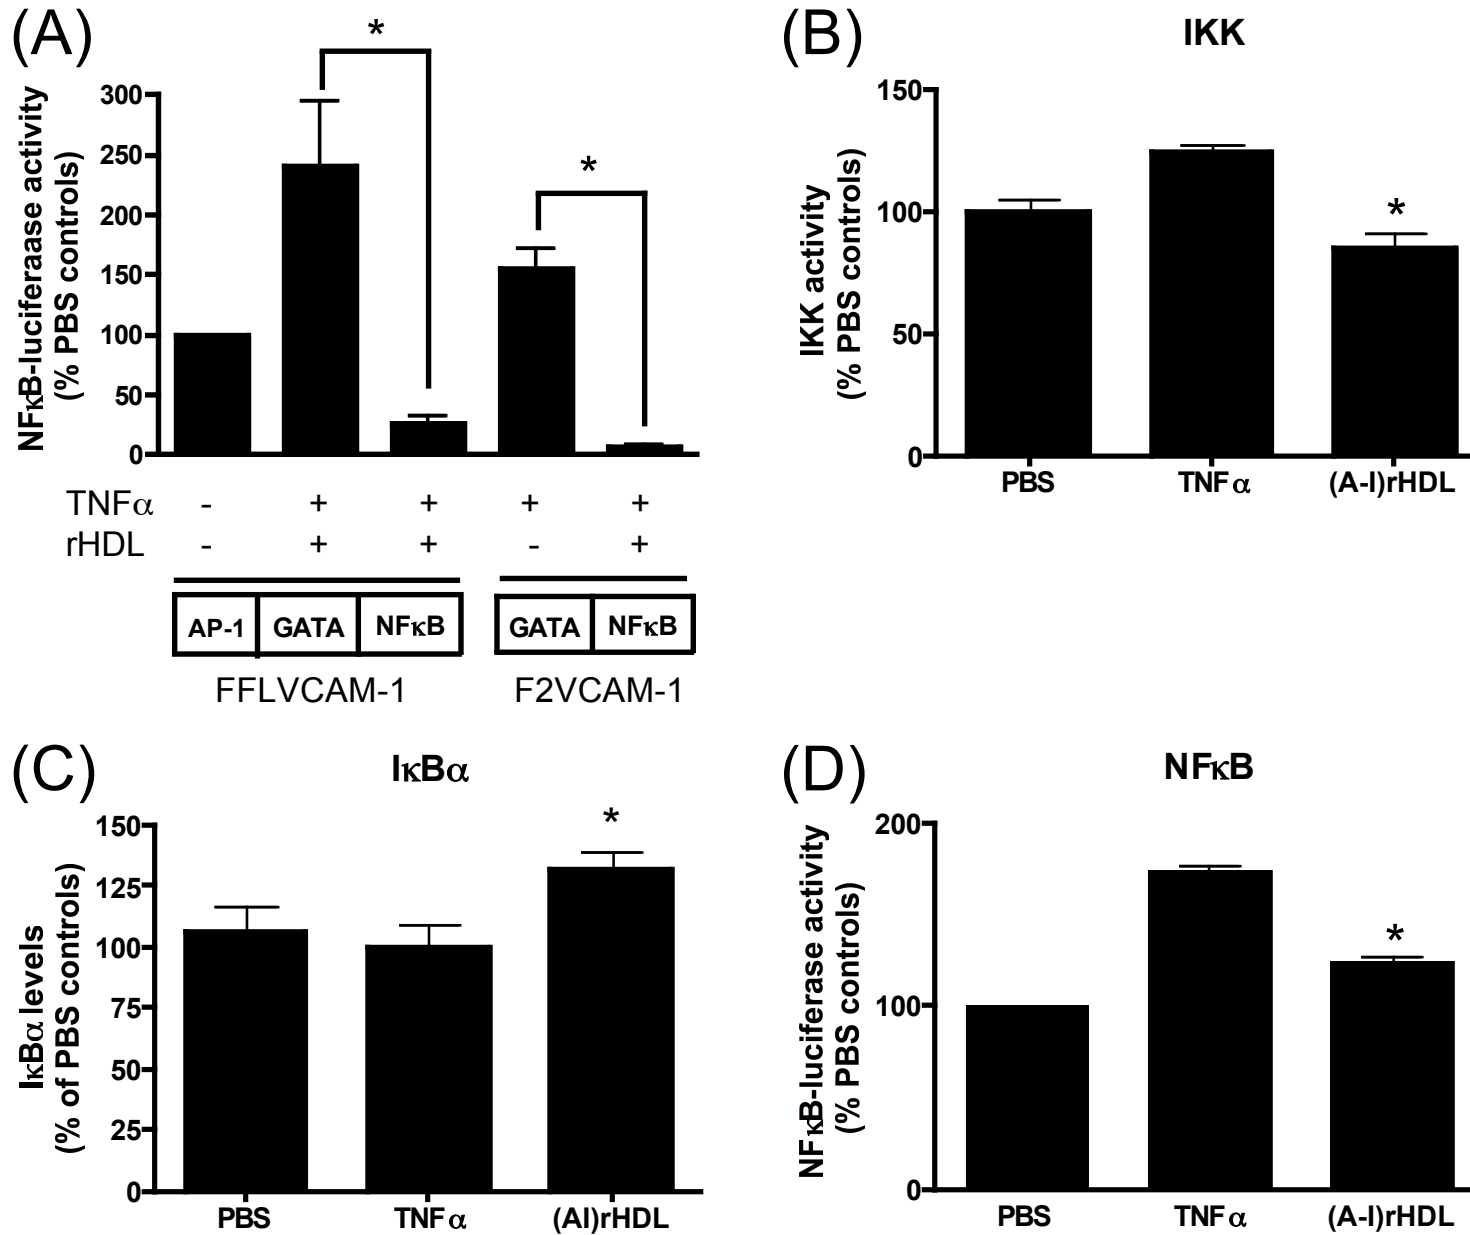 (A)
*
*
NFκB-luciferaase activity
(% PBS controls)
300
250
200
150
100
50
0
TNFα - + + + +
rHDL - + + - +
AP-1 GATA NFκB GATA NFκB
FFLVCAM-1 F2VCAM-1
(B)
IKK
IKK activity
(% PBS controls)
150
100
50
0
*
PBS TNFα (A-I)rHDL
(C)
IκBα
IκBα levels
(% of PBS controls)
150
125
100
75
50
25
0
*
PBS TNFα (AI)rHDL
(D)
NFκB
NFκB-luciferase activity
(% PBS controls)
200
100
0
*
PBS TNFα (A-I)rHDL